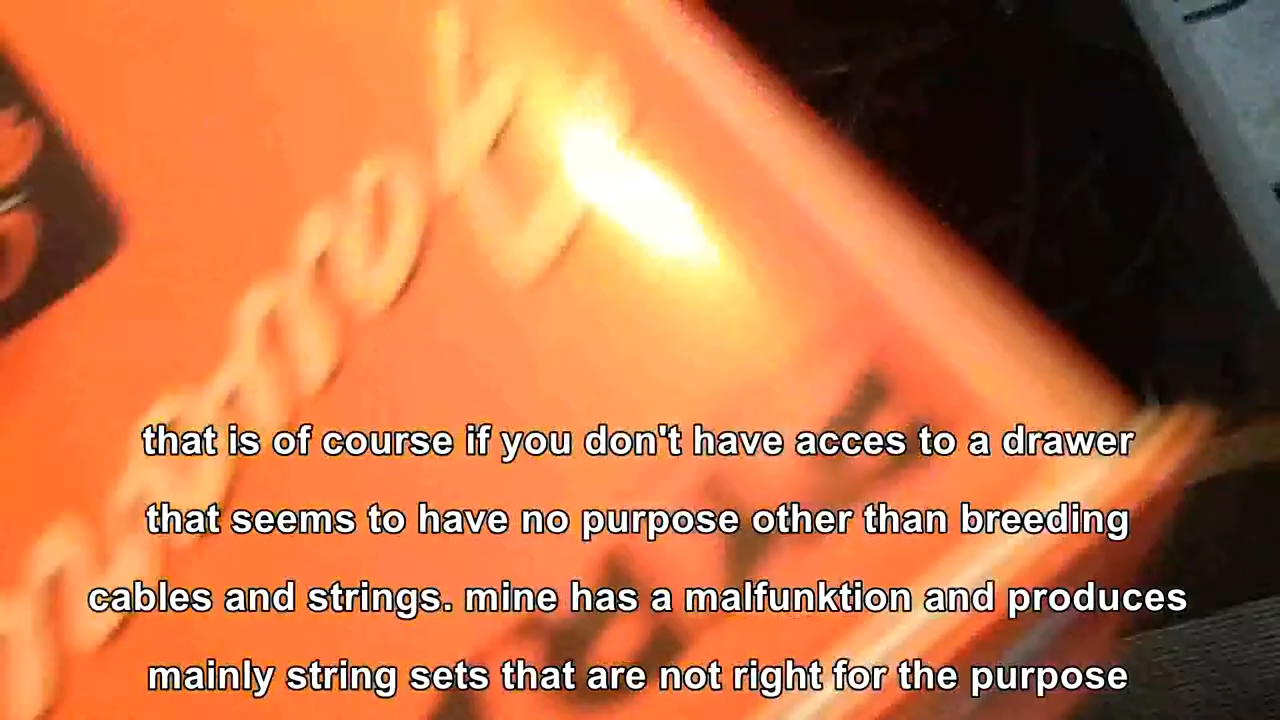 that is of course if you don't have acces to a drawer
that seems to have no purpose other than breeding
cables and strings. mine has a malfunktion and produces
mainly string sets that are not right for the purpose